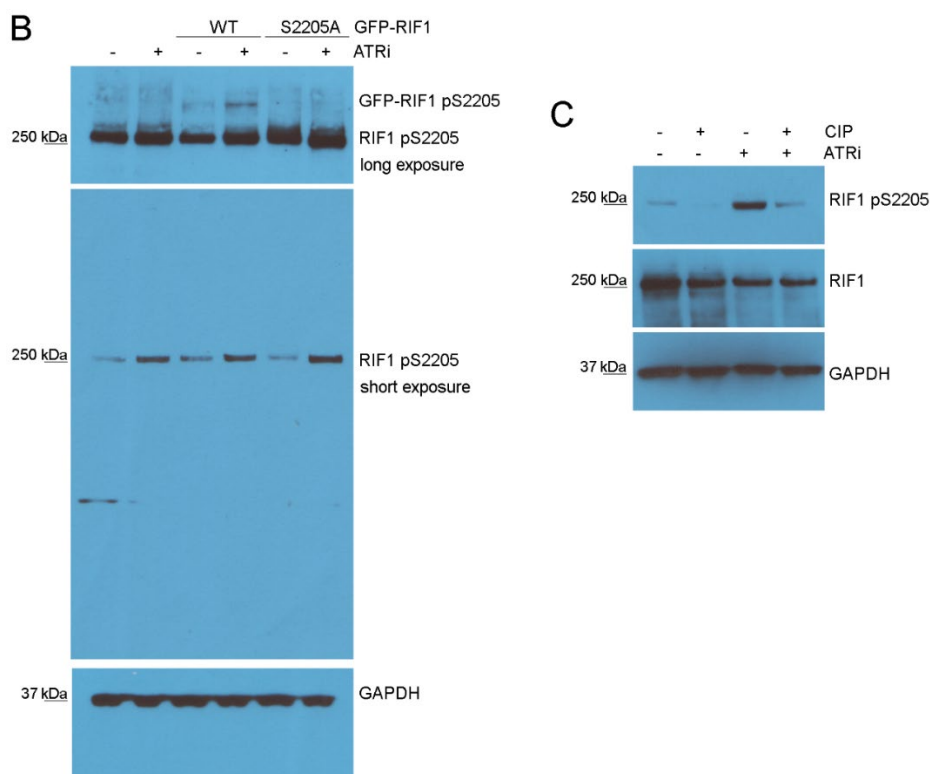 B
WT S2205A GFP-RIF1
- + - + - + ATRi
GFP-RIF1 pS2205
250 kDa RIF1 pS2205
long exposure
250 kDa RIF1 pS2205
short exposure
37 kDa GAPDH
C
- + - + CIP
- - + + ATRi
250 kDa RIF1 pS2205
250 kDa RIF1
37 kDa GAPDH